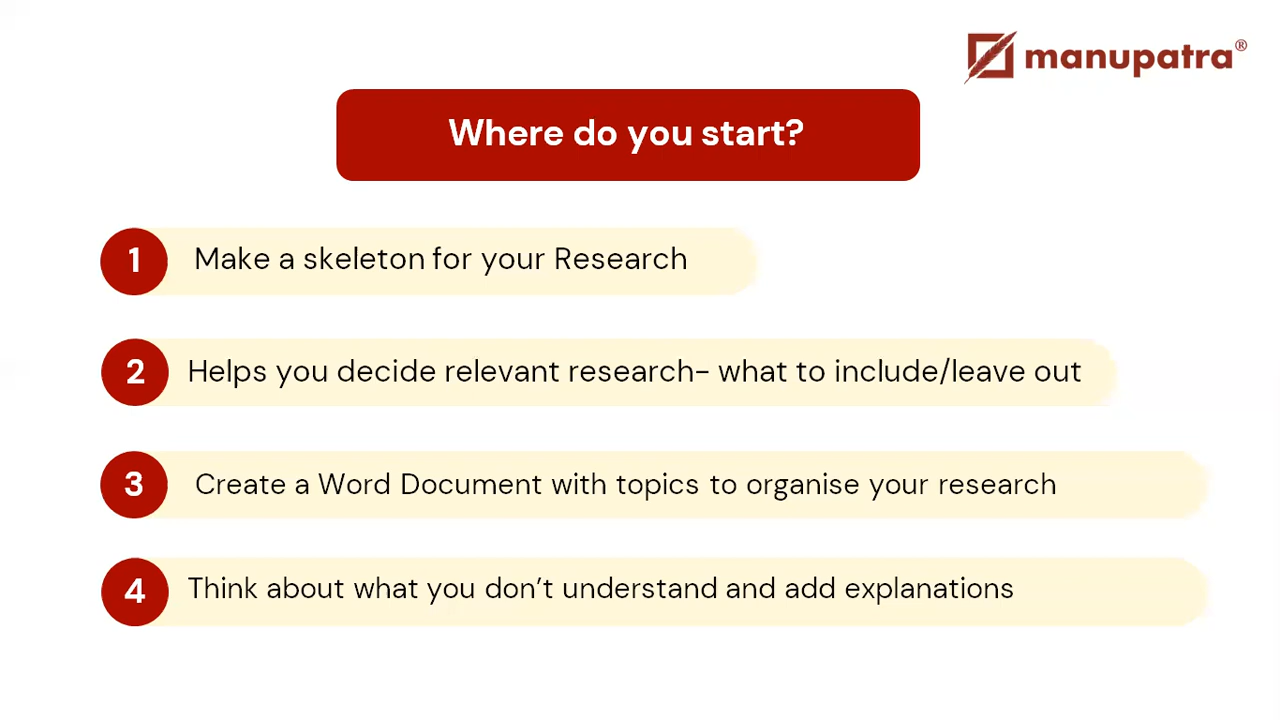 manupatra®
Where do you start?
1 Make a skeleton for your Research
2 Helps you decide relevant research- what to include/leave out
3 Create a Word Document with topics to organise your research
4 Think about what you don't understand and add explanations